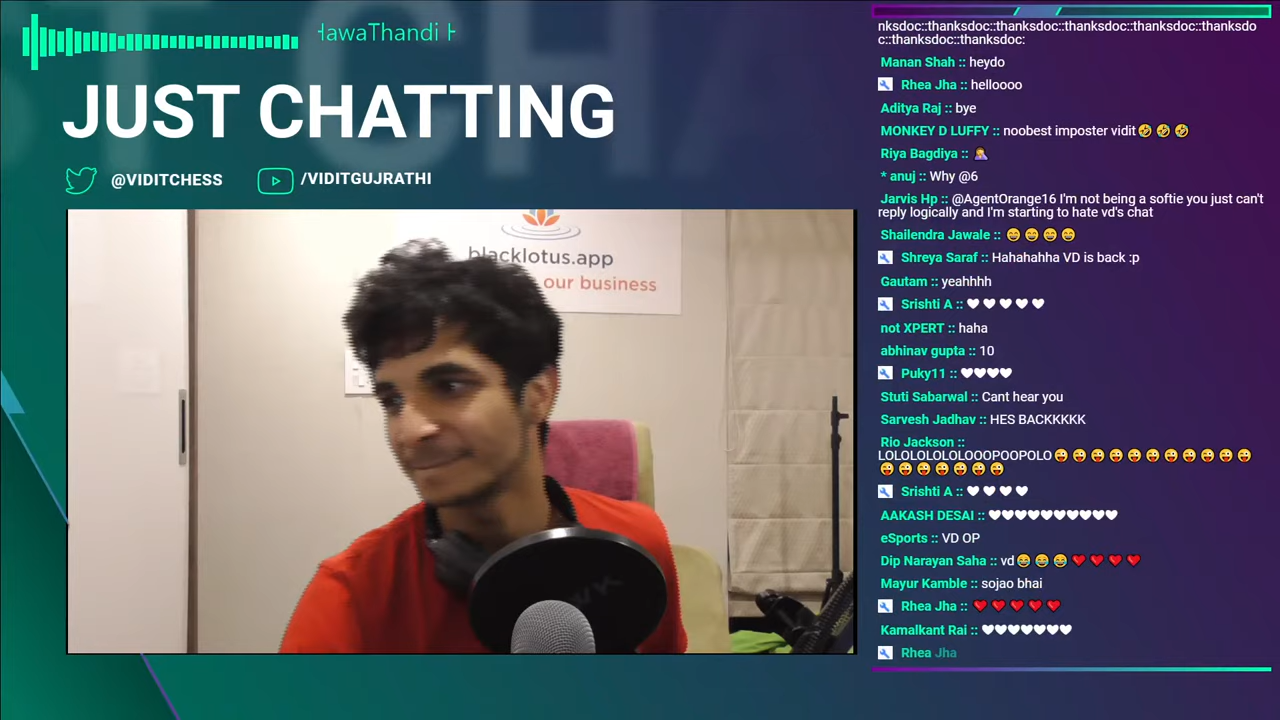 HawaThandi H
JUST CHATTING
@VIDITCHESS
/VIDITGUJRATHI
blacklotus.app
our business
nksdoc::thanksdoc::thanksdoc::thanksdoc::thanksdoc::thanksdo
c::thanksdoc::thanksdoc:
Manan Shah :: heydo
Rhea Jha :: helloooo
Aditya Raj :: bye
MONKEY D LUFFY :: noobest imposter vidit🤣🤣🤣
Riya Bagdiya :: 🤦‍♀️
* anuj :: Why @6
Jarvis Hp :: @AgentOrange16 I'm not being a softie you just can't
reply logically and I'm starting to hate vd's chat
Shailendra Jawale :: 😁😁😁😁
Shreya Saraf :: Hahahahha VD is back :p
Gautam :: yeahhhh
Srishti A :: 🤍🤍🤍🤍🤍
not XPERT :: haha
abhinav gupta :: 10
Puky11 :: 🤍🤍🤍🤍
Stuti Sabarwal :: Cant hear you
Sarvesh Jadhav :: HES BACKKKKK
Rio Jackson ::
LOLOLOLOLOLOOOPOOPOLO😜😜😜😜😜😜😜😜😜😜😜
😜😜😜😜😜😜😜
Srishti A :: 🤍🤍🤍🤍
AAKASH DESAI :: 🤍🤍🤍🤍🤍🤍🤍🤍🤍🤍
eSports :: VD OP
Dip Narayan Saha :: vd😂😂😂❤️❤️❤️❤️
Mayur Kamble :: sojao bhai
Rhea Jha :: ❤️❤️❤️❤️❤️
Kamalkant Rai :: 🤍🤍🤍🤍🤍🤍🤍
Rhea Jha